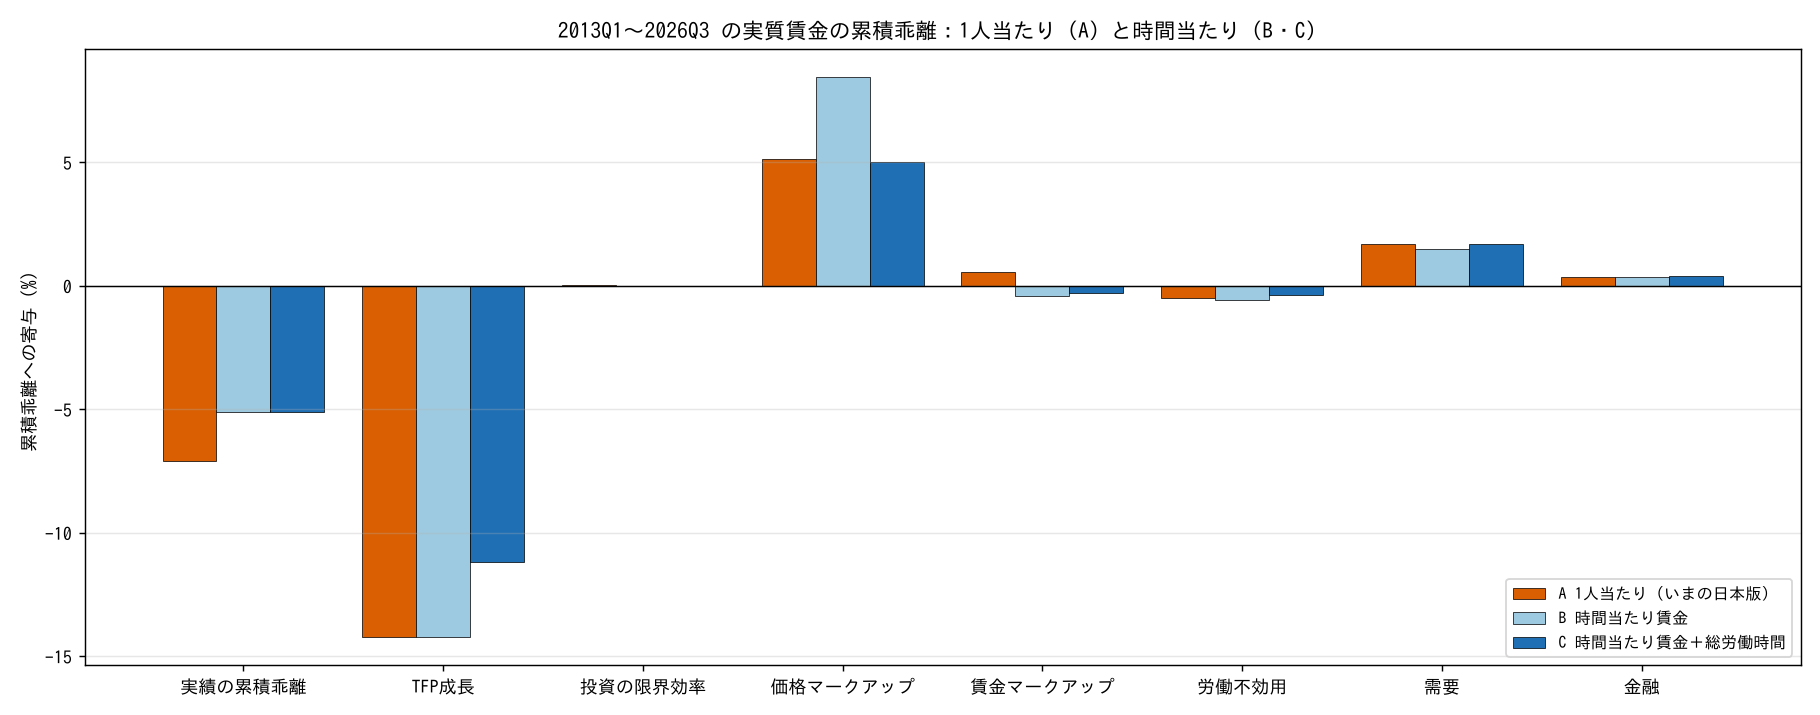 2013Q1～2026Q3 の実質賃金の累積乖離：1人当たり（A）と時間当たり（B・C）
累積乖離への寄与（%）
5
0
−5
−10
−15
実績の累積乖離
TFP成長
投資の限界効率
価格マークアップ
賃金マークアップ
労働不効用
需要
金融
A 1人当たり（いまの日本版）
B 時間当たり賃金
C 時間当たり賃金＋総労働時間